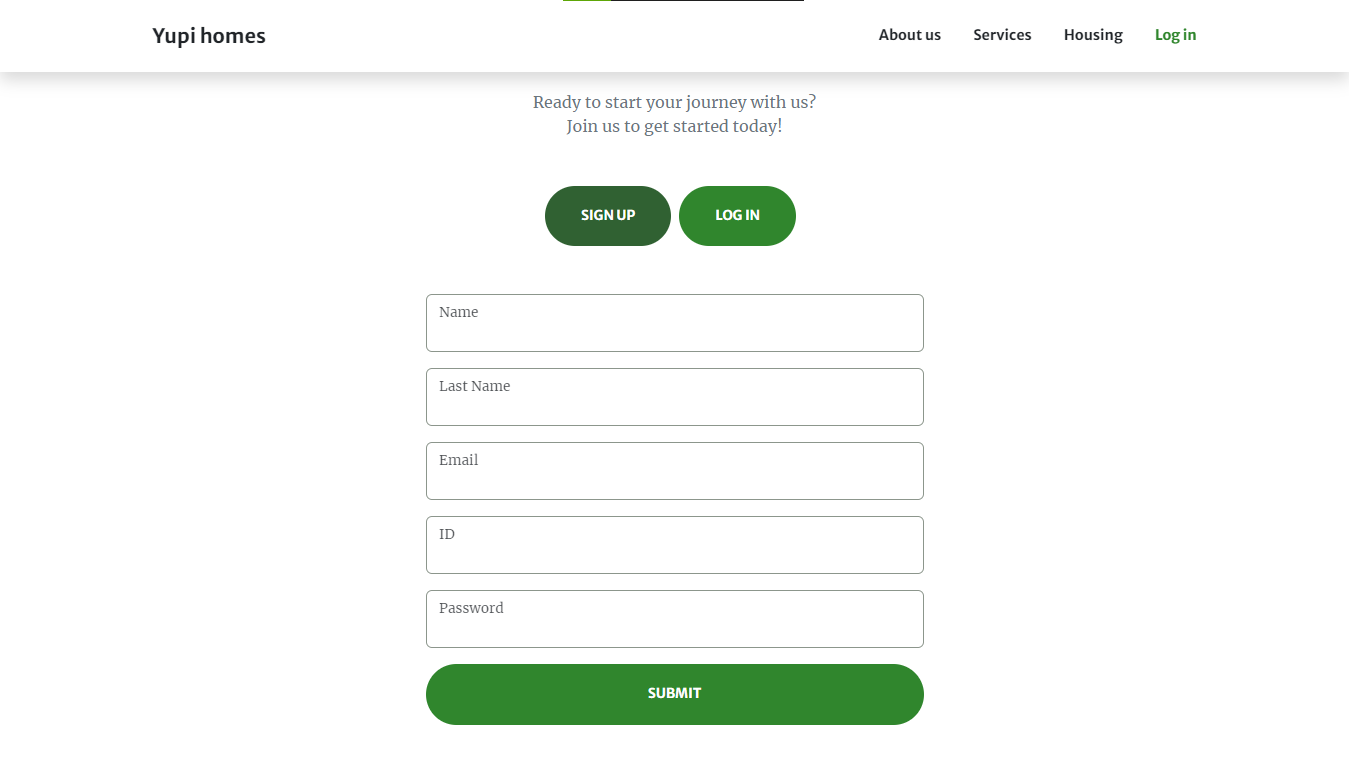 Yupi homes
About us
Services
Housing
Log in
Ready to start your journey with us?
Join us to get started today!
SIGN UP
LOG IN
Name
Last Name
Email
ID
Password
SUBMIT